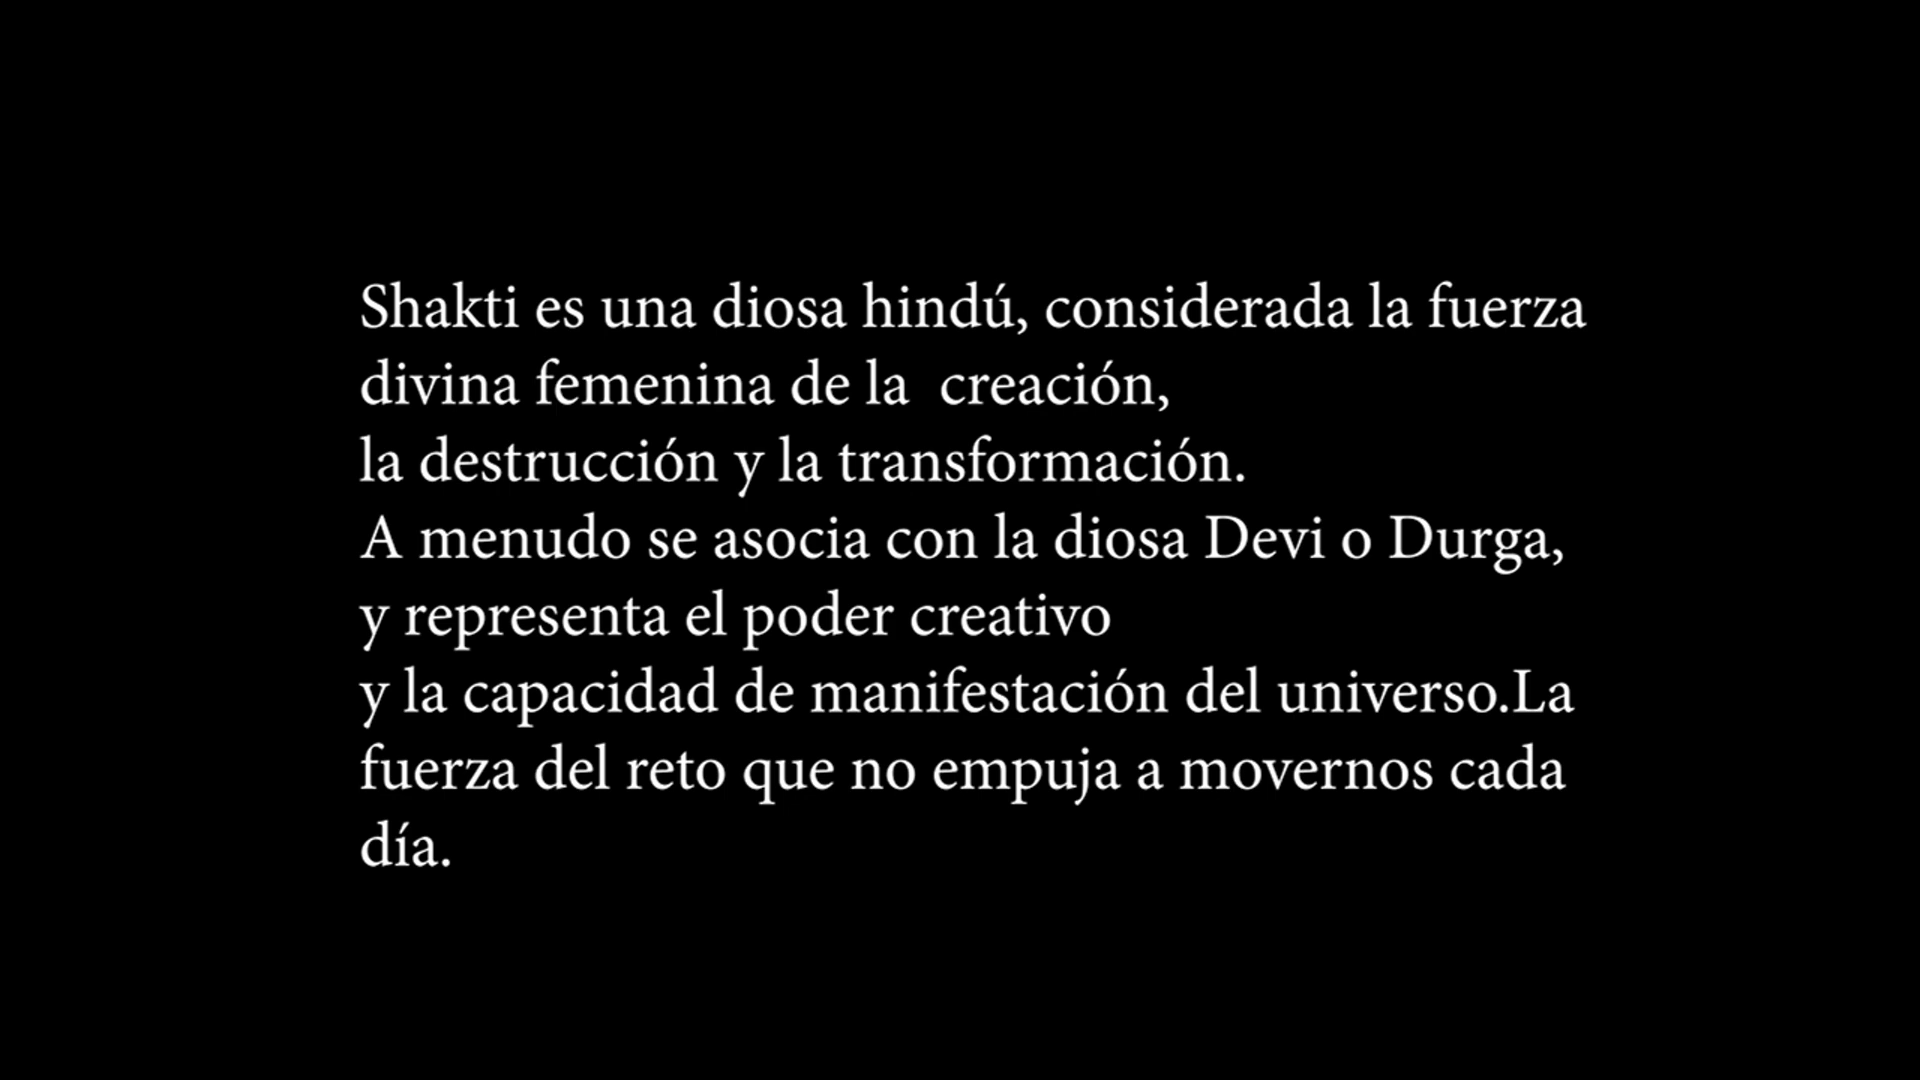 Shakti es una diosa hindú, considerada la fuerza
divina femenina de la  creación,
la destrucción y la transformación.
A menudo se asocia con la diosa Devi o Durga,
y representa el poder creativo
y la capacidad de manifestación del universo.La
fuerza del reto que no empuja a movernos cada
día.